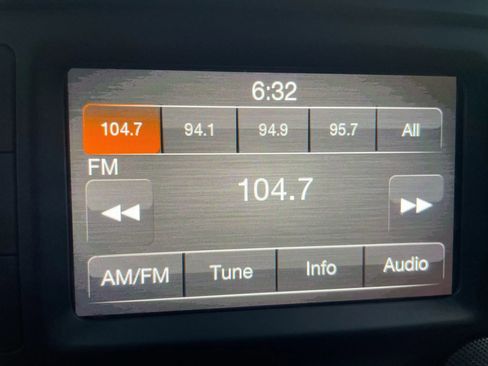 6:32
104.7 94.1 94.9 95.7 All
FM
104.7
AM/FM Tune Info Audio